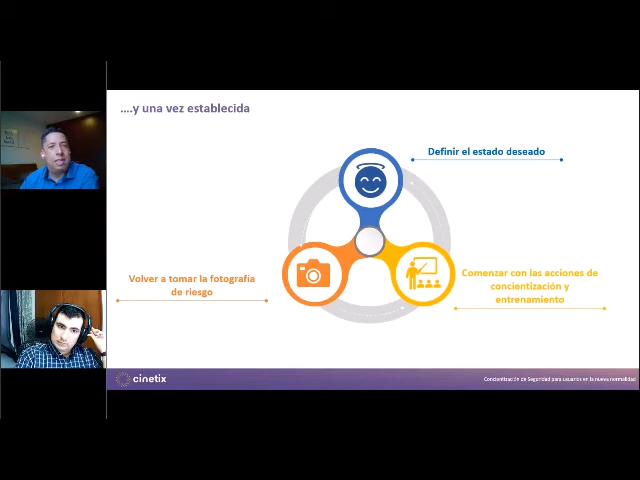 ....y una vez establecida
Definir el estado deseado
Volver a tomar la fotografía
de riesgo
Comenzar con las acciones de
concientización y
entrenamiento
cinetix
Concientización de Seguridad para usuarios en la nueva normalidad